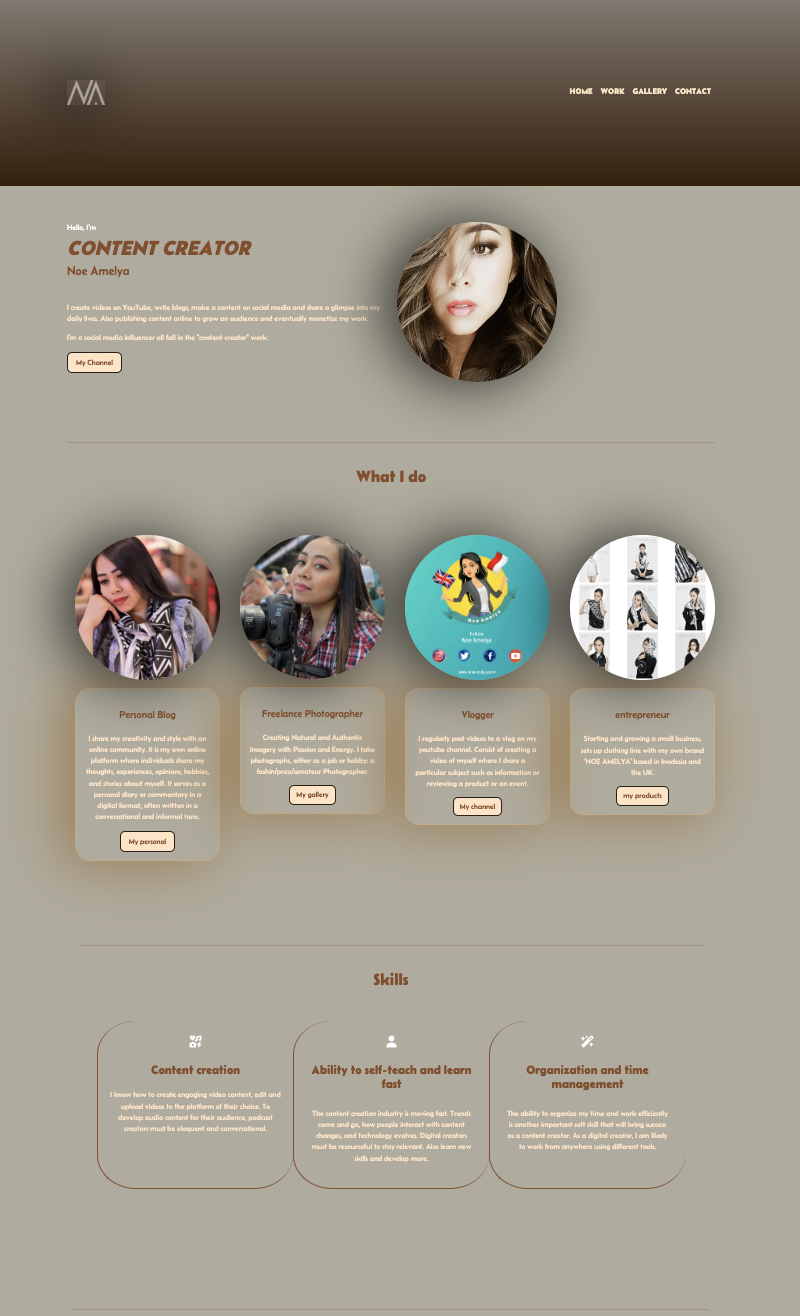 NA
HOME WORK GALLERY CONTACT
Hello, I'm
CONTENT CREATOR
Noe Amelya
I create videos on YouTube, write blogs, make a content on social media and share a glimpse into my
daily lives. Also publishing content online to grow an audience and eventually monetize my work.
I'm a social media influencer all fall in the "content creator" work.
My Channel
What I do
Noe Amelya
Follow
Noe Amelya
Personal Blog
I share my creativity and style with an
online community. it is my own online
platform where individuals share my
thoughts, experiences, opinions, hobbies,
and stories about myself. It serves as a
personal diary or commentary in a
digital format, often written in a
conversational and informal tone.
My personal
Freelance Photographer
Creating Natural and Authentic
Imagery with Passion and Energy. I take
photographs, either as a job or hobby: a
fashin/press/amateur Photographer.
My gallery
Vlogger
I regularly post videos to a vlog on my
youtube channel. Consist of creating a
video of myself where I share a
particular subject such as information or
reviewing a product or an event.
My channel
entrepreneur
Starting and growing a small business,
sets up clothing line with my own brand
'NOE AMELYA' based in Inodesia and
the UK.
my products
Skills
Content creation
I know how to create engaging video content, edit and
upload videos to the platform of their choice. To
develop audio content for their audience, podcast
creators must be eloquent and conversational.
Ability to self-teach and learn
fast
The content creation industry is moving fast. Trends
come and go, how people interact with content
changes, and technology evolves. Digital creators
must be resourceful to stay relevant. Also learn new
skills and develop more.
Organization and time
management
The ability to organise my time and work efficiently
is another important soft skill that will bring success
as a content creator. As a digital creator, I am likely
to work from anywhere using different tools.